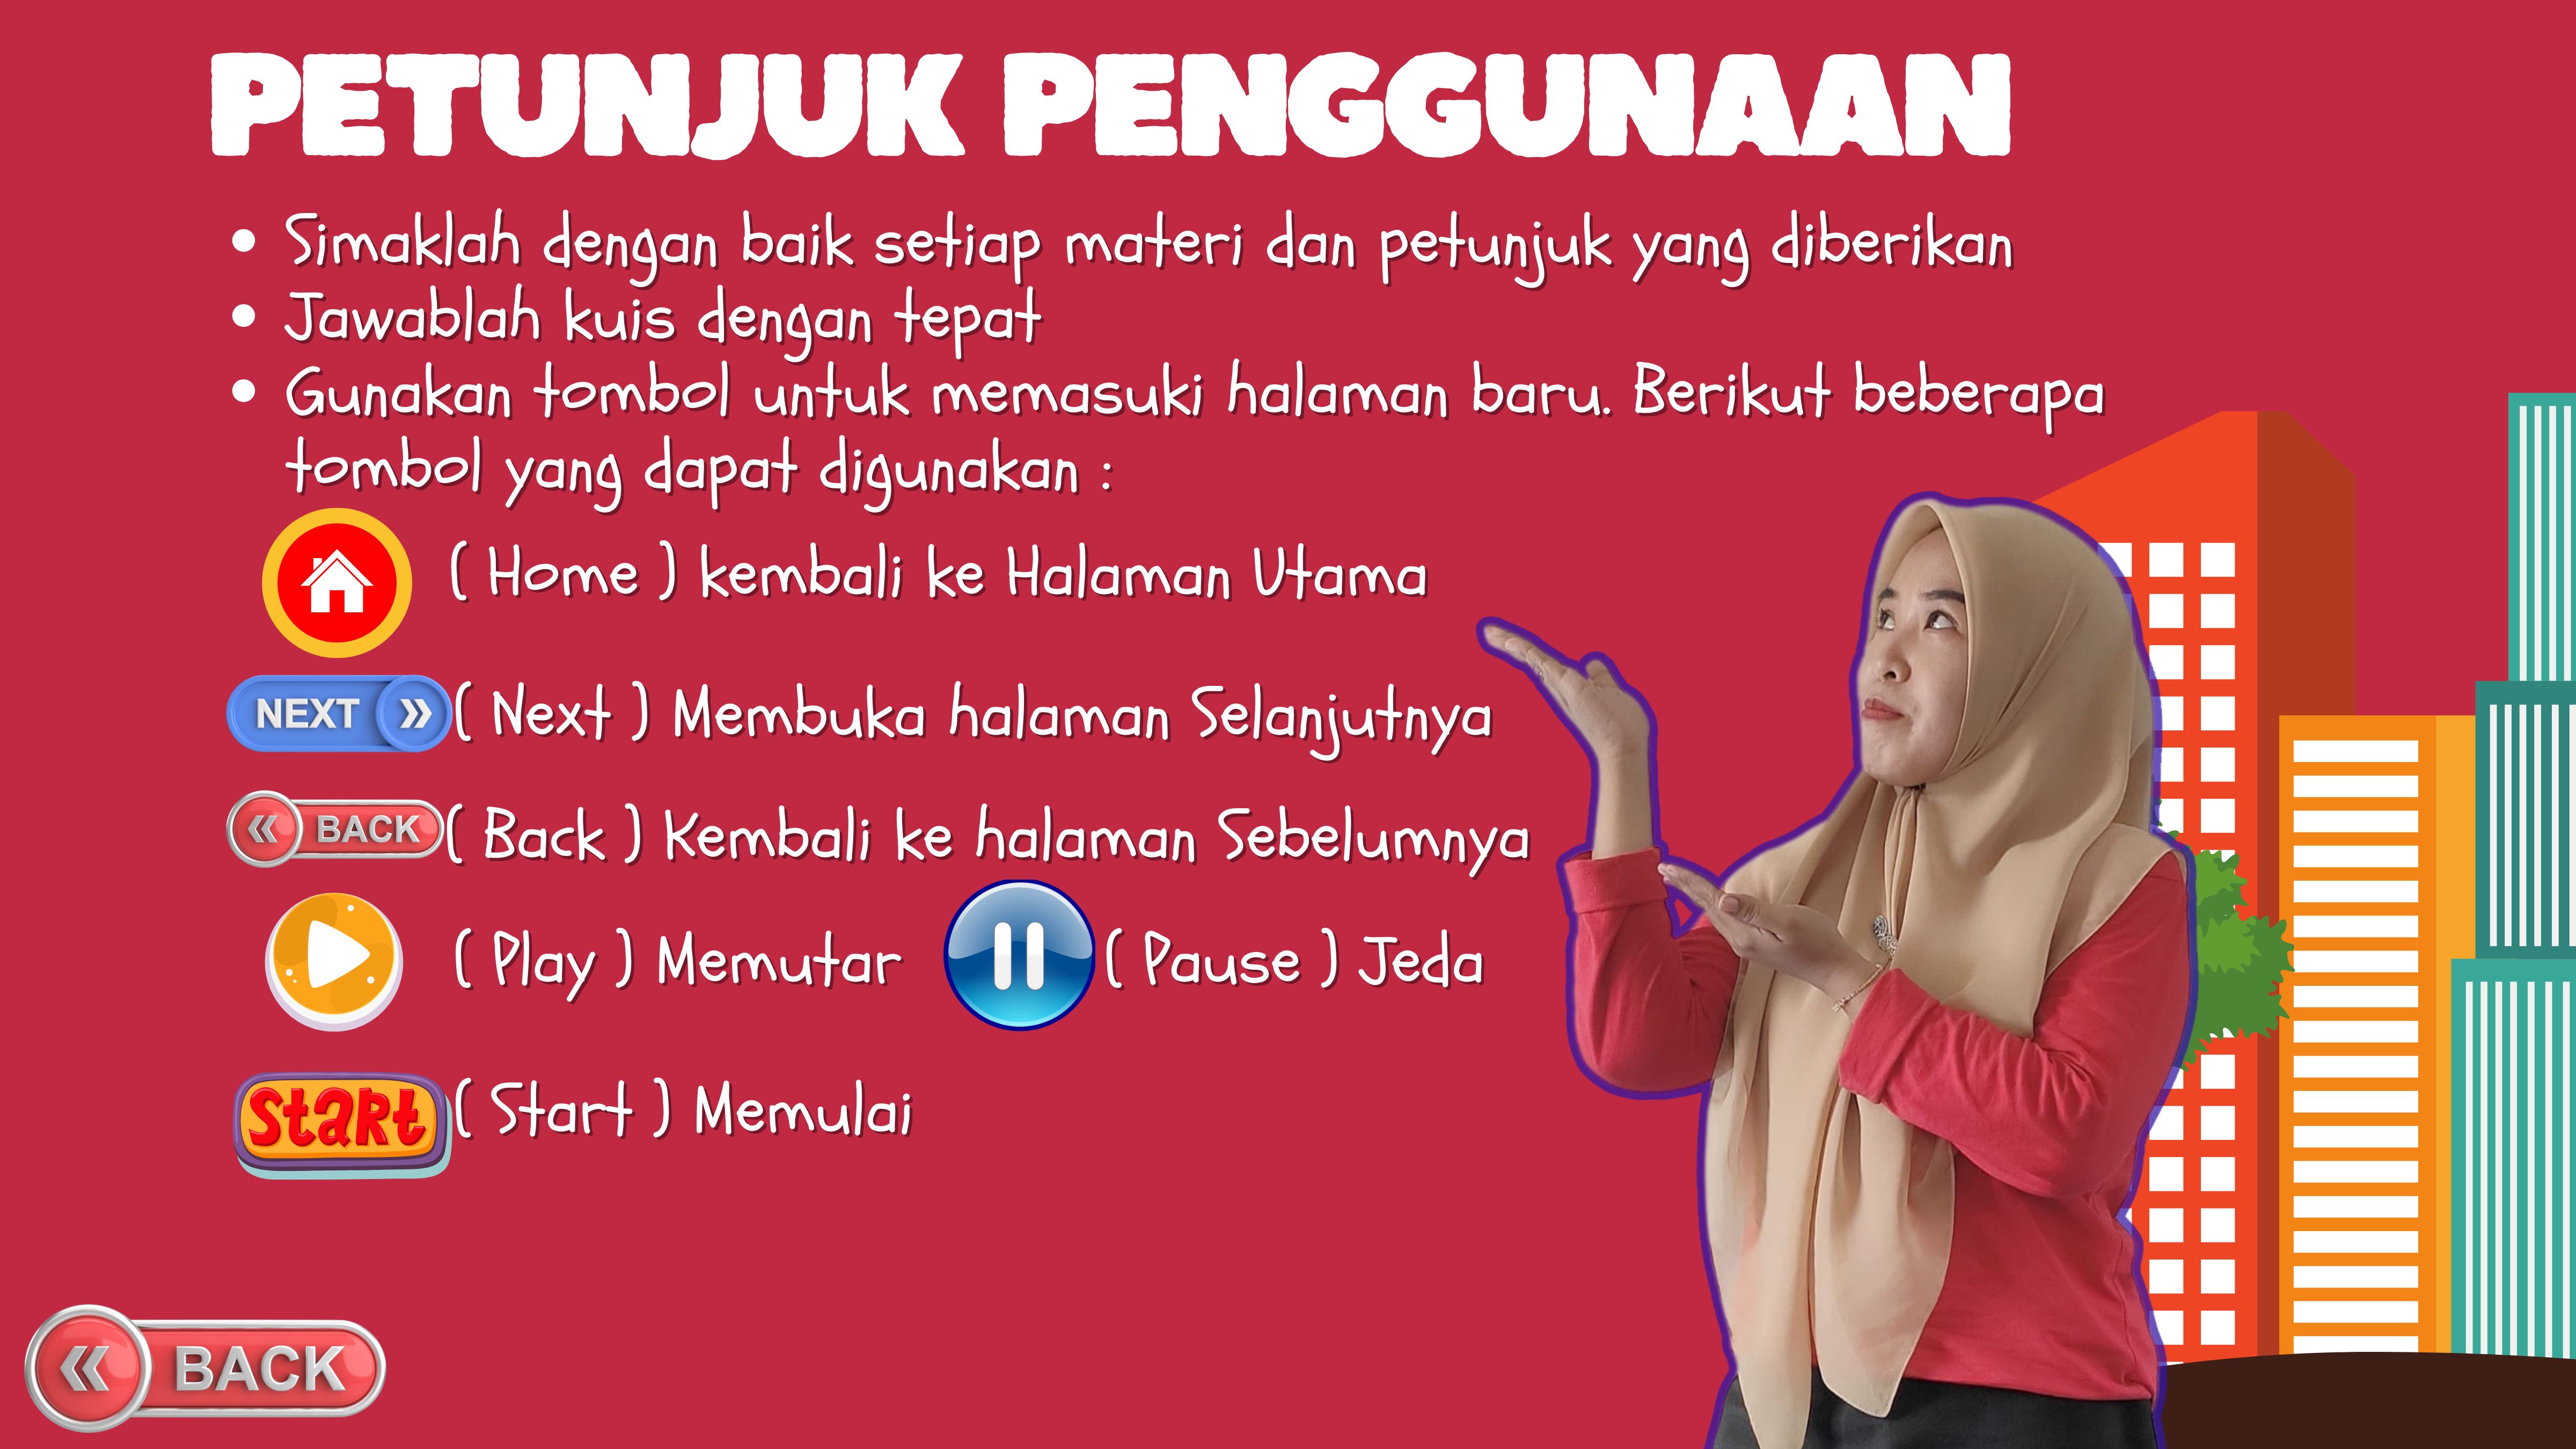 PETUNJUK PENGGUNAAN
• Simaklah dengan baik setiap materi dan petunjuk yang diberikan
• Jawablah kuis dengan tepat
• Gunakan tombol untuk memasuki halaman baru. Berikut beberapa
tombol yang dapat digunakan :
( Home ) kembali ke Halaman Utama
NEXT ( Next ) Membuka halaman Selanjutnya
BACK ( Back ) Kembali ke halaman Sebelumnya
( Play ) Memutar ( Pause ) Jeda
Start ( Start ) Memulai
BACK